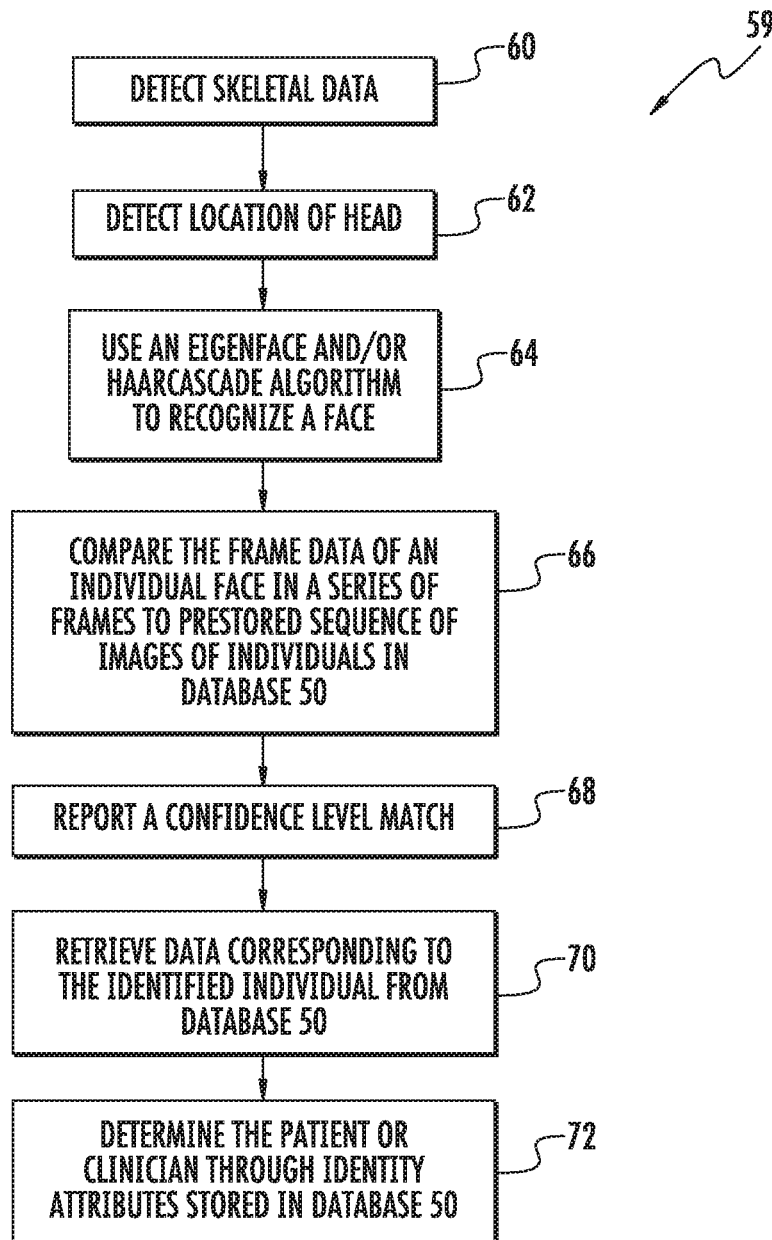 59
DETECT SKELETAL DATA
60
DETECT LOCATION OF HEAD
62
USE AN EIGENFACE AND/OR
HAARCASCADE ALGORITHM
TO RECOGNIZE A FACE
64
COMPARE THE FRAME DATA OF AN
INDIVIDUAL FACE IN A SERIES OF
FRAMES TO PRESTORED SEQUENCE OF
IMAGES OF INDIVIDUALS IN
DATABASE 50
66
REPORT A CONFIDENCE LEVEL MATCH
68
RETRIEVE DATA CORRESPONDING TO
THE IDENTIFIED INDIVIDUAL FROM
DATABASE 50
70
DETERMINE THE PATIENT OR
CLINICIAN THROUGH IDENTITY
ATTRIBUTES STORED IN DATABASE 50
72